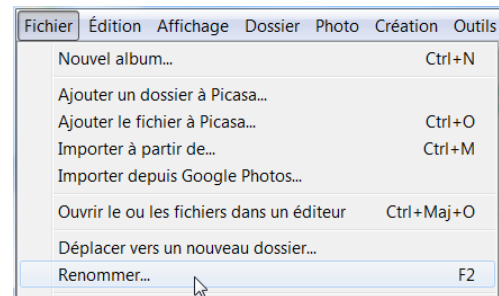 Fichier Édition Affichage Dossier Photo Création Outils
Nouvel album... Ctrl+N
Ajouter un dossier à Picasa...
Ajouter le fichier à Picasa... Ctrl+O
Importer à partir de... Ctrl+M
Importer depuis Google Photos...
Ouvrir le ou les fichiers dans un éditeur Ctrl+Maj+O
Déplacer vers un nouveau dossier...
Renommer... F2